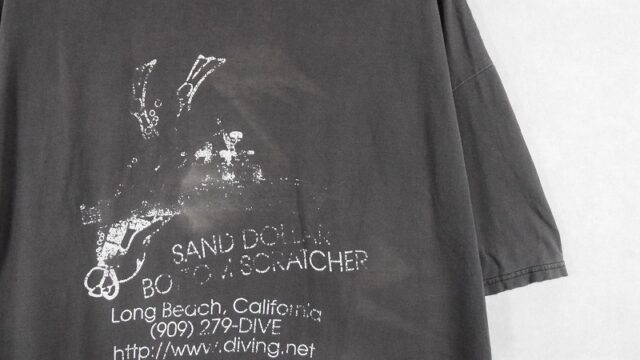 SAND DOLLAR
BOTTOM SCRATCHER
Long Beach, California
(909) 279-DIVE
http://www.diving.net